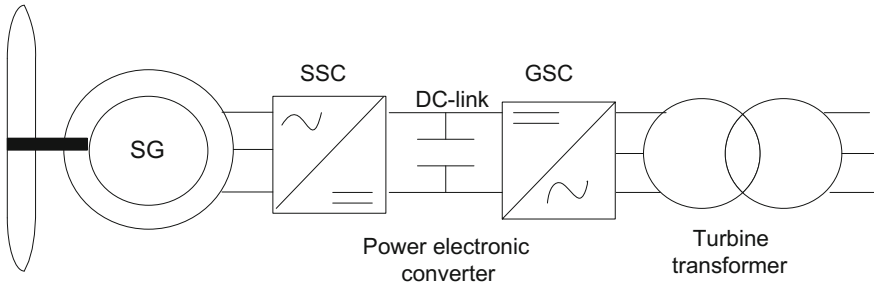 SSC
GSC
DC-link
SG
Power electronic
converter
Turbine
transformer